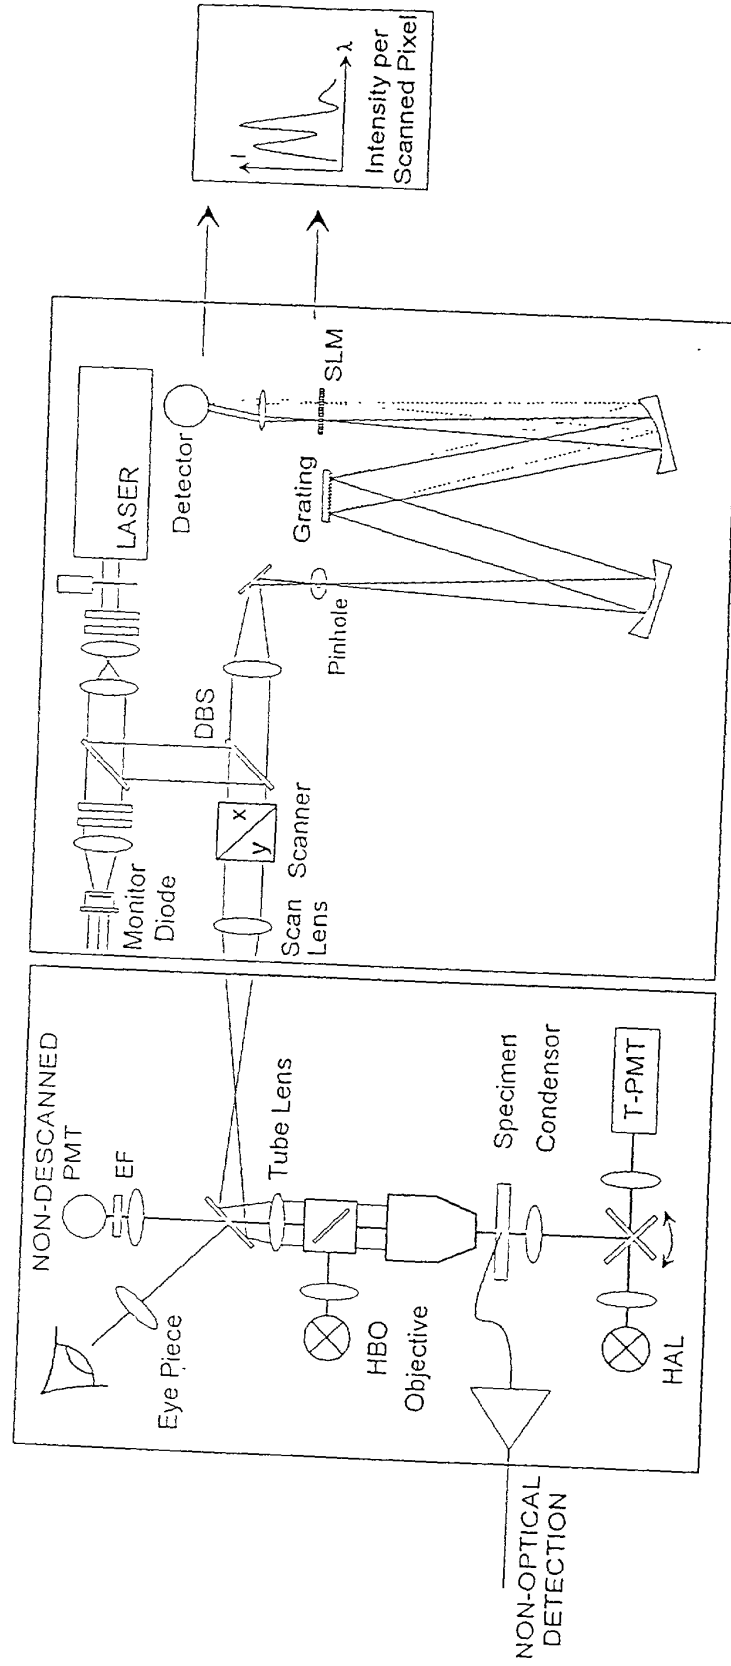 NON-DESCANNED
PMT
EF
Eye Piece
Tube Lens
HBO
Objective
Specimen
Condensor
HAL
T-PMT
NON-OPTICAL
DETECTION
Monitor
Diode
LASER
DBS
Scan
Lens
Scanner
y
x
Detector
Pinhole
Grating
SLM
I
λ
Intensity per
Scanned Pixel